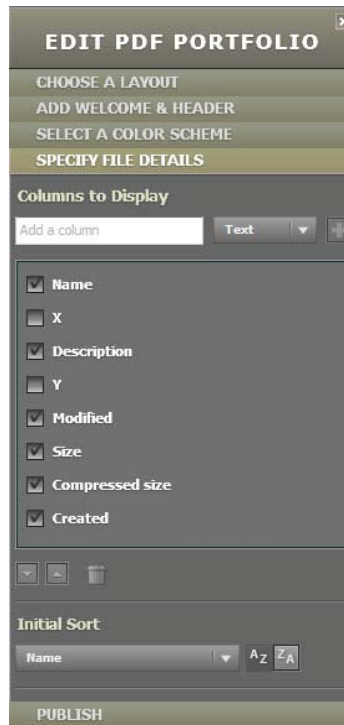 EDIT PDF PORTFOLIO
CHOOSE A LAYOUT
ADD WELCOME & HEADER
SELECT A COLOR SCHEME
SPECIFY FILE DETAILS
Columns to Display
Add a column Text
Name
X
Description
Y
Modified
Size
Compressed size
Created
Initial Sort
Name AZ ZA
PUBLISH